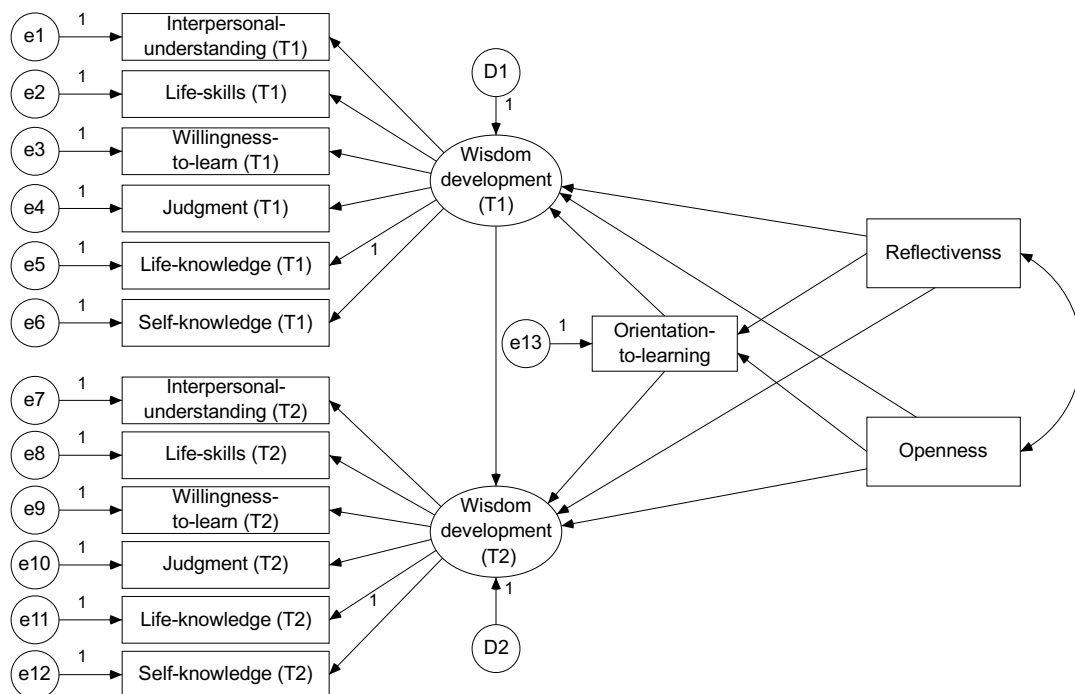 e1
1
Interpersonal-
understanding (T1)
e2
1
Life-skills (T1)
e3
1
Willingness-
to-learn (T1)
e4
1
Judgment (T1)
e5
1
Life-knowledge (T1)
1
e6
1
Self-knowledge (T1)
D1
1
Wisdom
development
(T1)
Reflectivenss
e13
1
Orientation-
to-learning
Openness
e7
1
Interpersonal-
understanding (T2)
e8
1
Life-skills (T2)
e9
1
Willingness-
to-learn (T2)
e10
1
Judgment (T2)
e11
1
Life-knowledge (T2)
1
e12
1
Self-knowledge (T2)
Wisdom
development
(T2)
1
D2